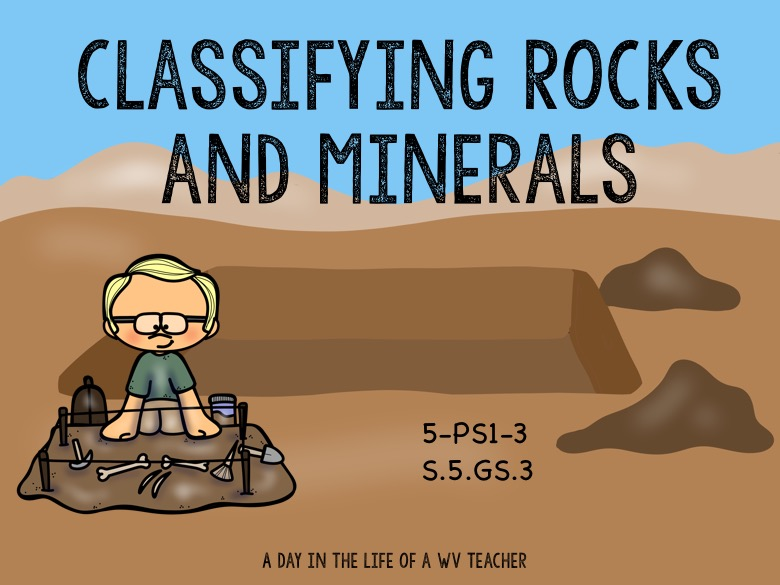 CLASSIFYING ROCKS
AND MINERALS
5-PS1-3
S.5.GS.3
A DAY IN THE LIFE OF A WV TEACHER